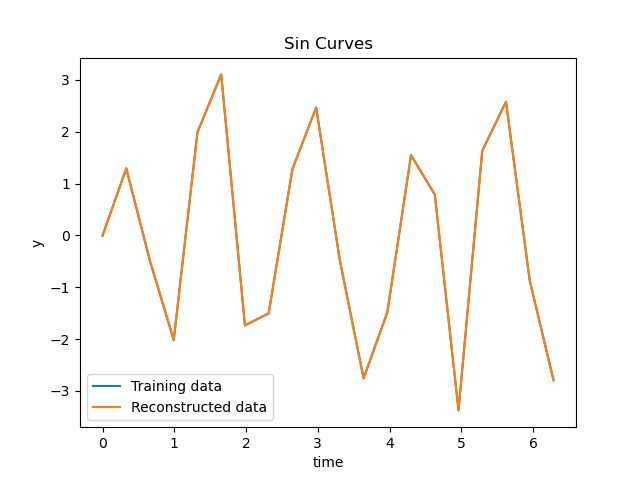 Sin Curves
y
3
2
1
0
−1
−2
−3
Training data
Reconstructed data
0 1 2 3 4 5 6
time